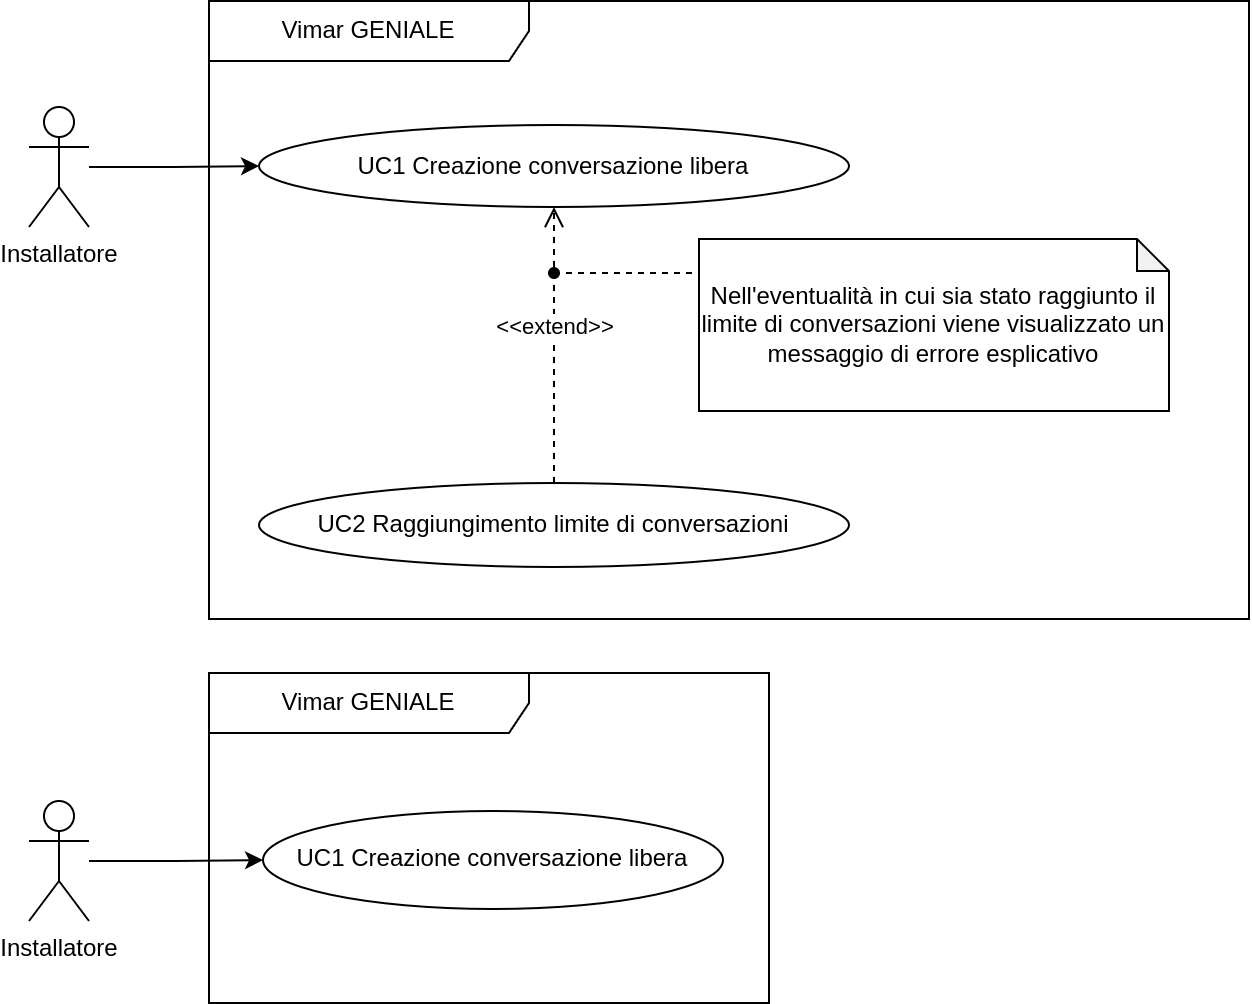 Vimar GENIALE
UC1 Creazione conversazione libera
Installatore
Nell'eventualità in cui sia stato raggiunto il
limite di conversazioni viene visualizzato un
messaggio di errore esplicativo
<<extend>>
UC2 Raggiungimento limite di conversazioni
Vimar GENIALE
UC1 Creazione conversazione libera
Installatore